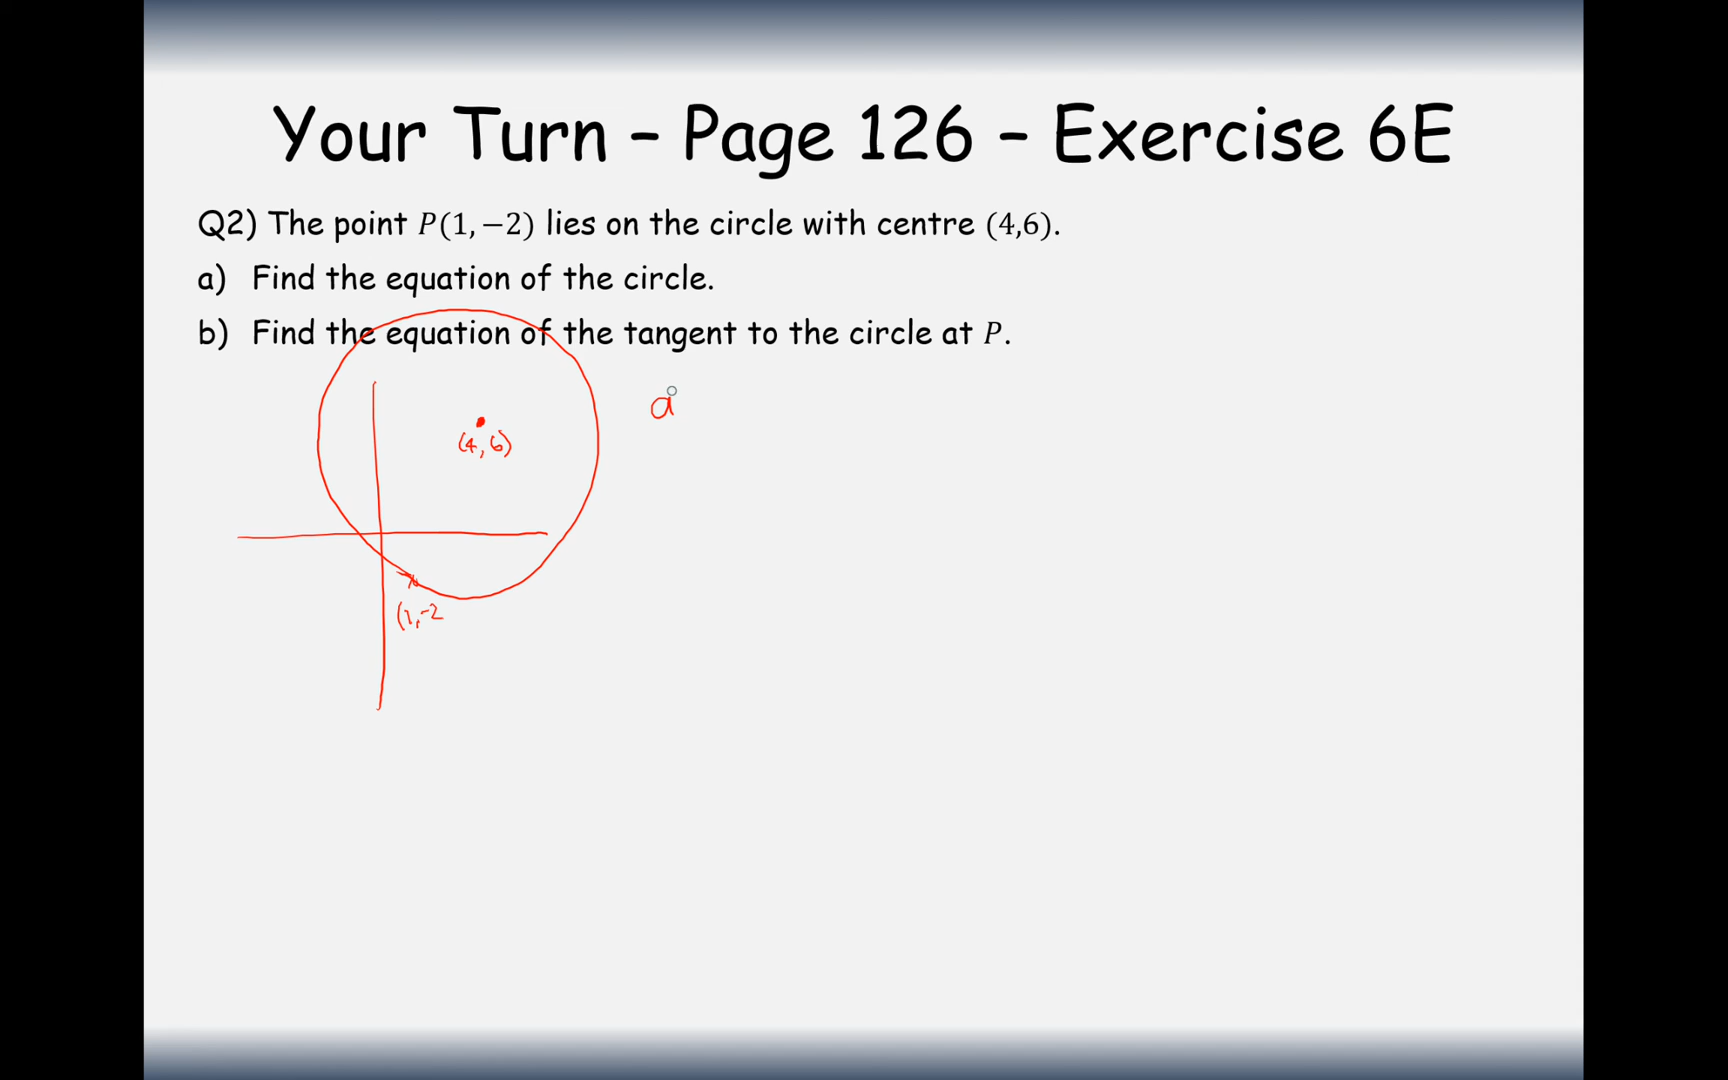 Your Turn – Page 126 – Exercise 6E
Q2) The point P(1, −2) lies on the circle with centre (4,6).
a) Find the equation of the circle.
b) Find the equation of the tangent to the circle at P.
a
(4, 6)
(1, -2